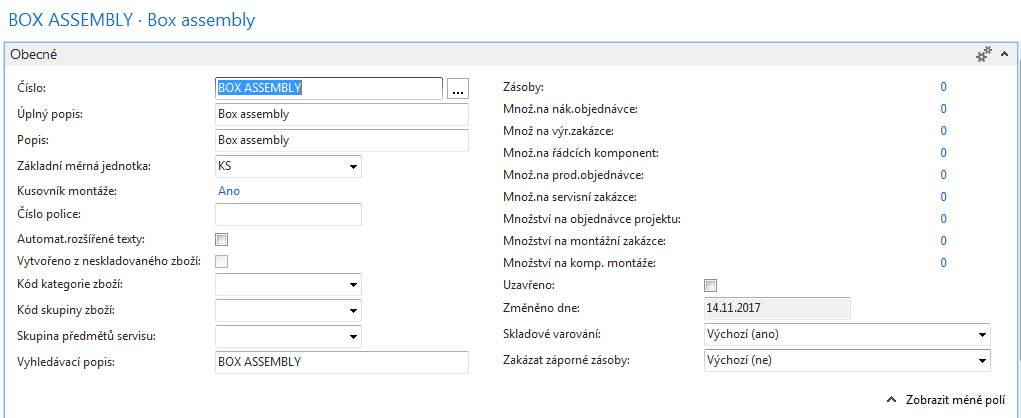 BOX ASSEMBLY · Box assembly
Obecné
Číslo: BOX ASSEMBLY ...
Úplný popis: Box assembly
Popis: Box assembly
Základní měrná jednotka: KS
Kusovník montáže: Ano
Číslo police:
Automat.rozšířené texty:
Vytvořeno z neskladovaného zboží:
Kód kategorie zboží:
Kód skupiny zboží:
Skupina předmětů servisu:
Vyhledávací popis: BOX ASSEMBLY
Zásoby: 0
Množ.na nák.objednávce: 0
Množ na výr.zakázce: 0
Množ.na řádcích komponent: 0
Množ.na prod.objednávce: 0
Množ.na servisní zakázce: 0
Množství na objednávce projektu: 0
Množství na montážní zakázce: 0
Množství na komp. montáže: 0
Uzavřeno:
Změněno dne: 14.11.2017
Skladové varování: Výchozí (ano)
Zakázat záporné zásoby: Výchozí (ne)
Zobrazit méně polí